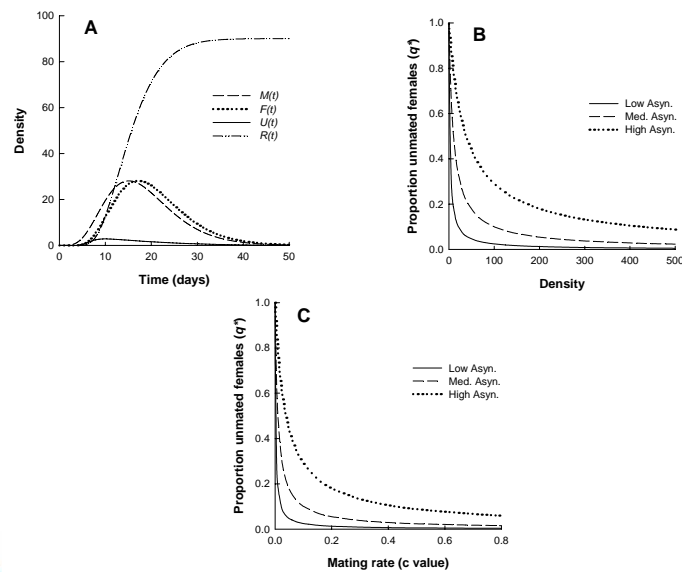 A
Density
100
80
60
40
20
0
0 10 20 30 40 50
Time (days)
M(t)
F(t)
U(t)
R(t)
B
Proportion unmated females (q*)
1.0
0.8
0.6
0.4
0.2
0.0
0 100 200 300 400 500
Density
Low Asyn.
Med. Asyn.
High Asyn.
C
Proportion unmated females (q*)
1.0
0.8
0.6
0.4
0.2
0.0
0.0 0.2 0.4 0.6 0.8
Mating rate (c value)
Low Asyn.
Med. Asyn.
High Asyn.